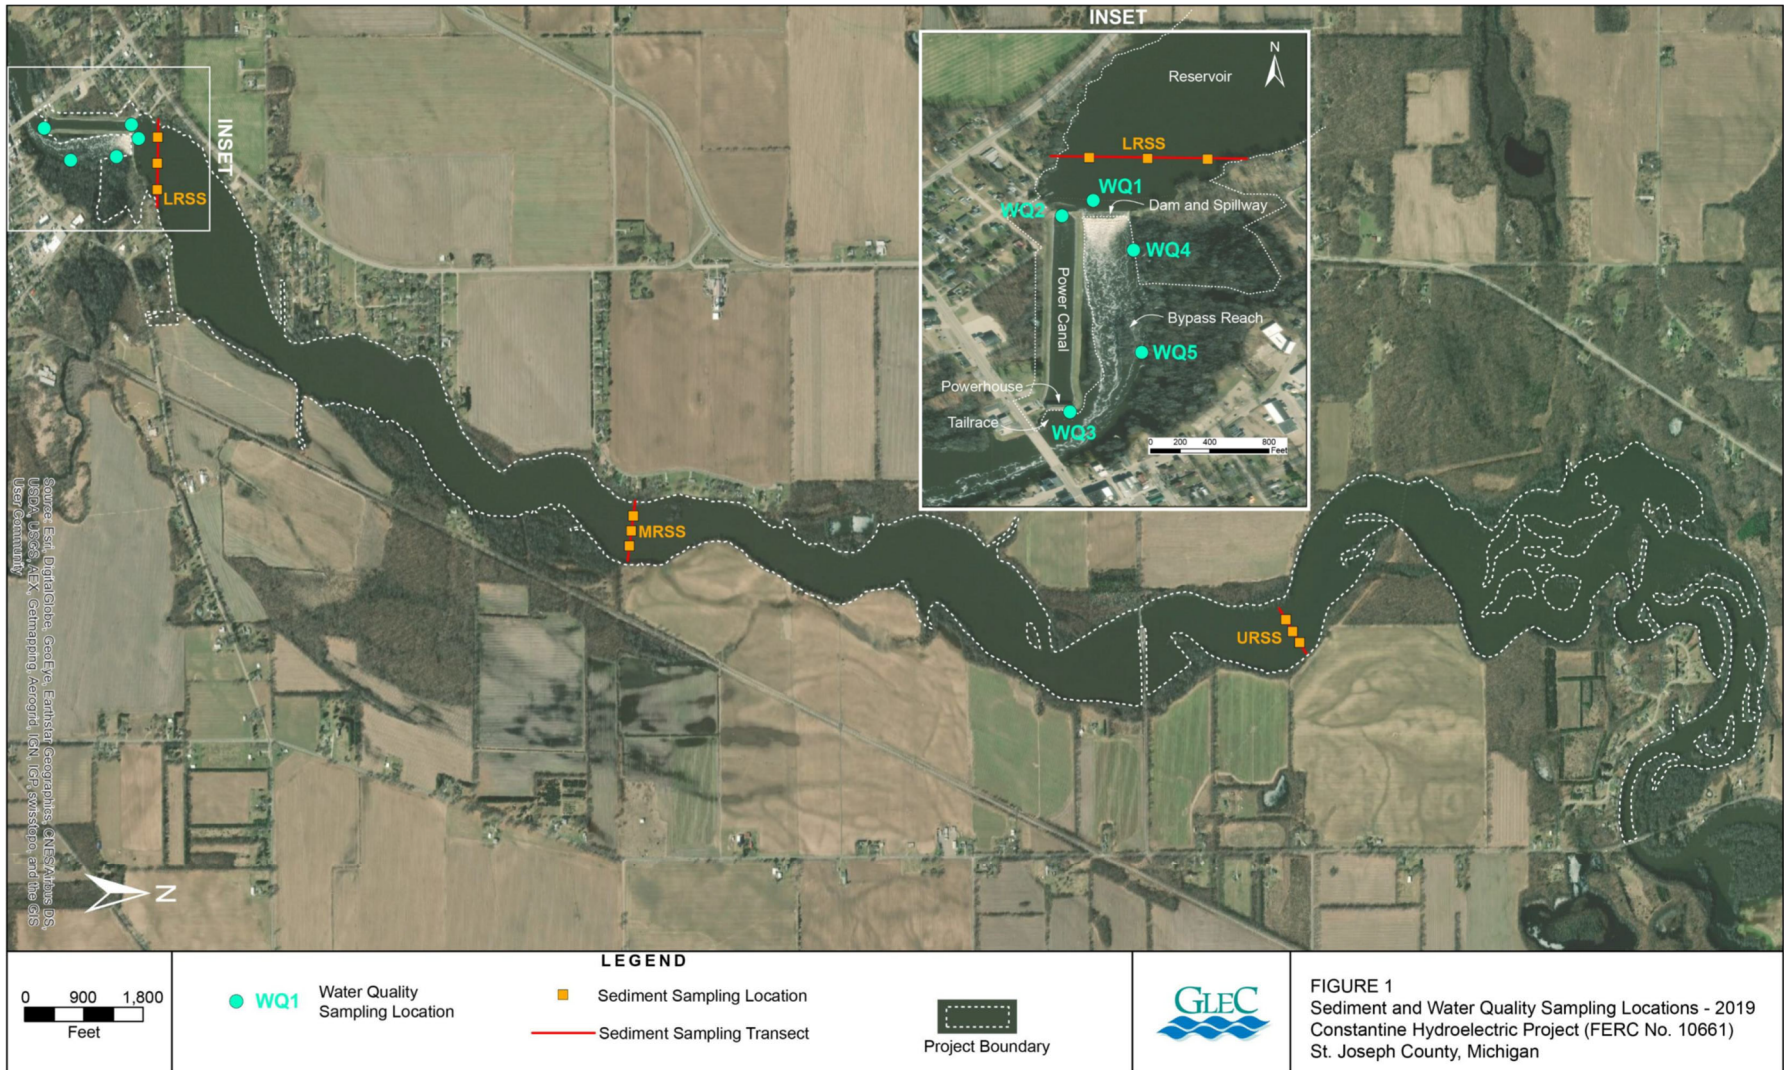 INSET
N
Reservoir
LRSS
WQ1
WQ2
Dam and Spillway
WQ4
Power Canal
Bypass Reach
WQ5
Powerhouse
Tailrace
WQ3
0 200 400 800
Feet
INSET
LRSS
MRSS
URSS
Source: Esri, DigitalGlobe, GeoEye, Earthstar Geographics, CNES/Airbus DS,
USDA, USGS, AEX, Getmapping, Aerogrid, IGN, IGP, swisstopo, and the GIS
User Community
N
0 900 1,800
Feet
LEGEND
WQ1
Water Quality
Sampling Location
Sediment Sampling Location
Sediment Sampling Transect
Project Boundary
GLEC
FIGURE 1
Sediment and Water Quality Sampling Locations - 2019
Constantine Hydroelectric Project (FERC No. 10661)
St. Joseph County, Michigan